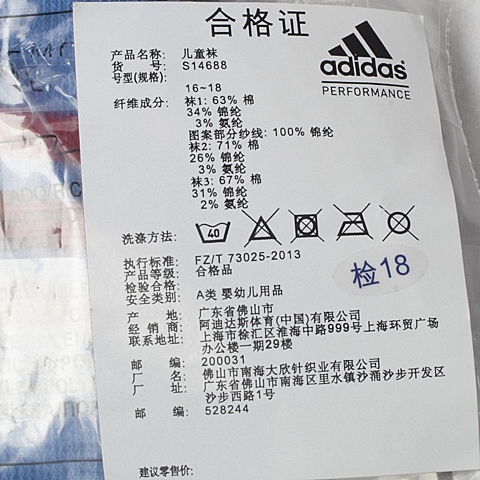 合格证
adidas
PERFORMANCE
产品名称: 儿童袜
货 号: S14688
号型(规格):
16~18
纤维成分: 袜1: 63% 棉
34% 锦纶
3% 氨纶
图案部分纱线: 100% 锦纶
袜2: 71% 棉
26% 锦纶
3% 氨纶
袜3: 67% 棉
31% 锦纶
2% 氨纶
洗涤方法: 40
执行标准: FZ/T 73025-2013
产品等级: 合格品
检验合格:
检18
安全类别: A类 婴幼儿用品
产 地: 广东省佛山市
经 销 商: 阿迪达斯体育(中国)有限公司
联系地址: 上海市徐汇区淮海中路999号上海环贸广场
办公楼一期29楼
邮 编: 200031
厂 名: 佛山市南海大欣针织业有限公司
厂 址: 广东省佛山市南海区里水镇沙涌沙步开发区
沙步西路1号
邮 编: 528244
建议零售价: